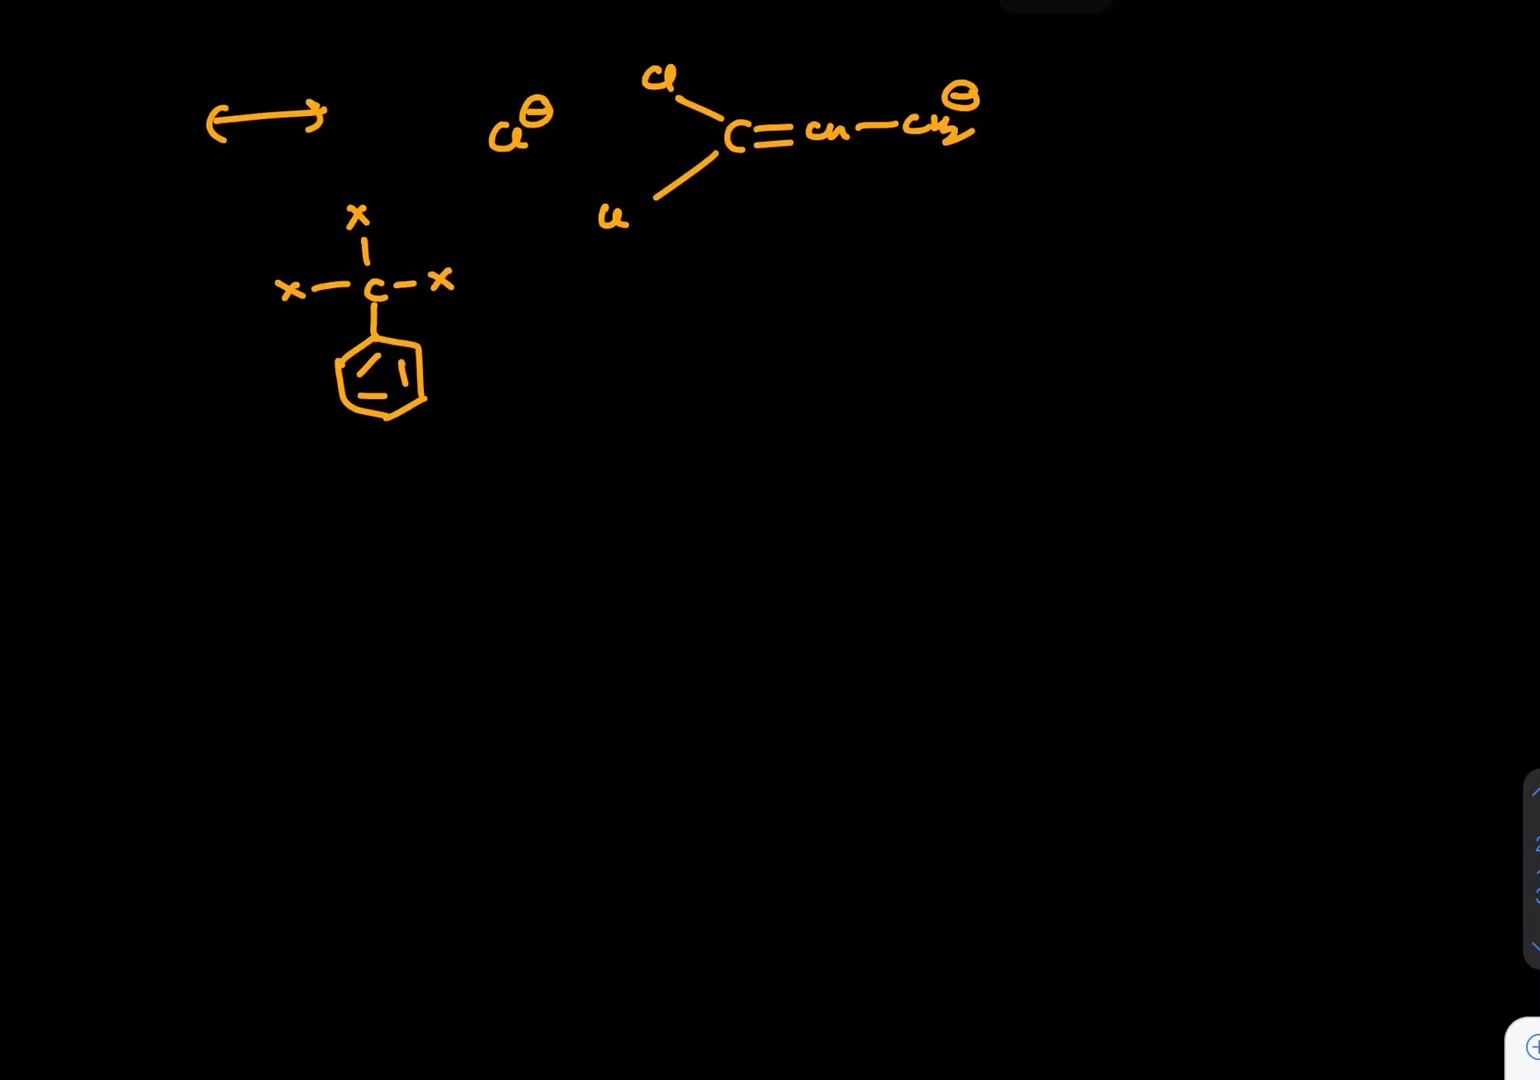 Cl⊖
Cl
C=CH—CH2⊖
Cl
X
X—C—X